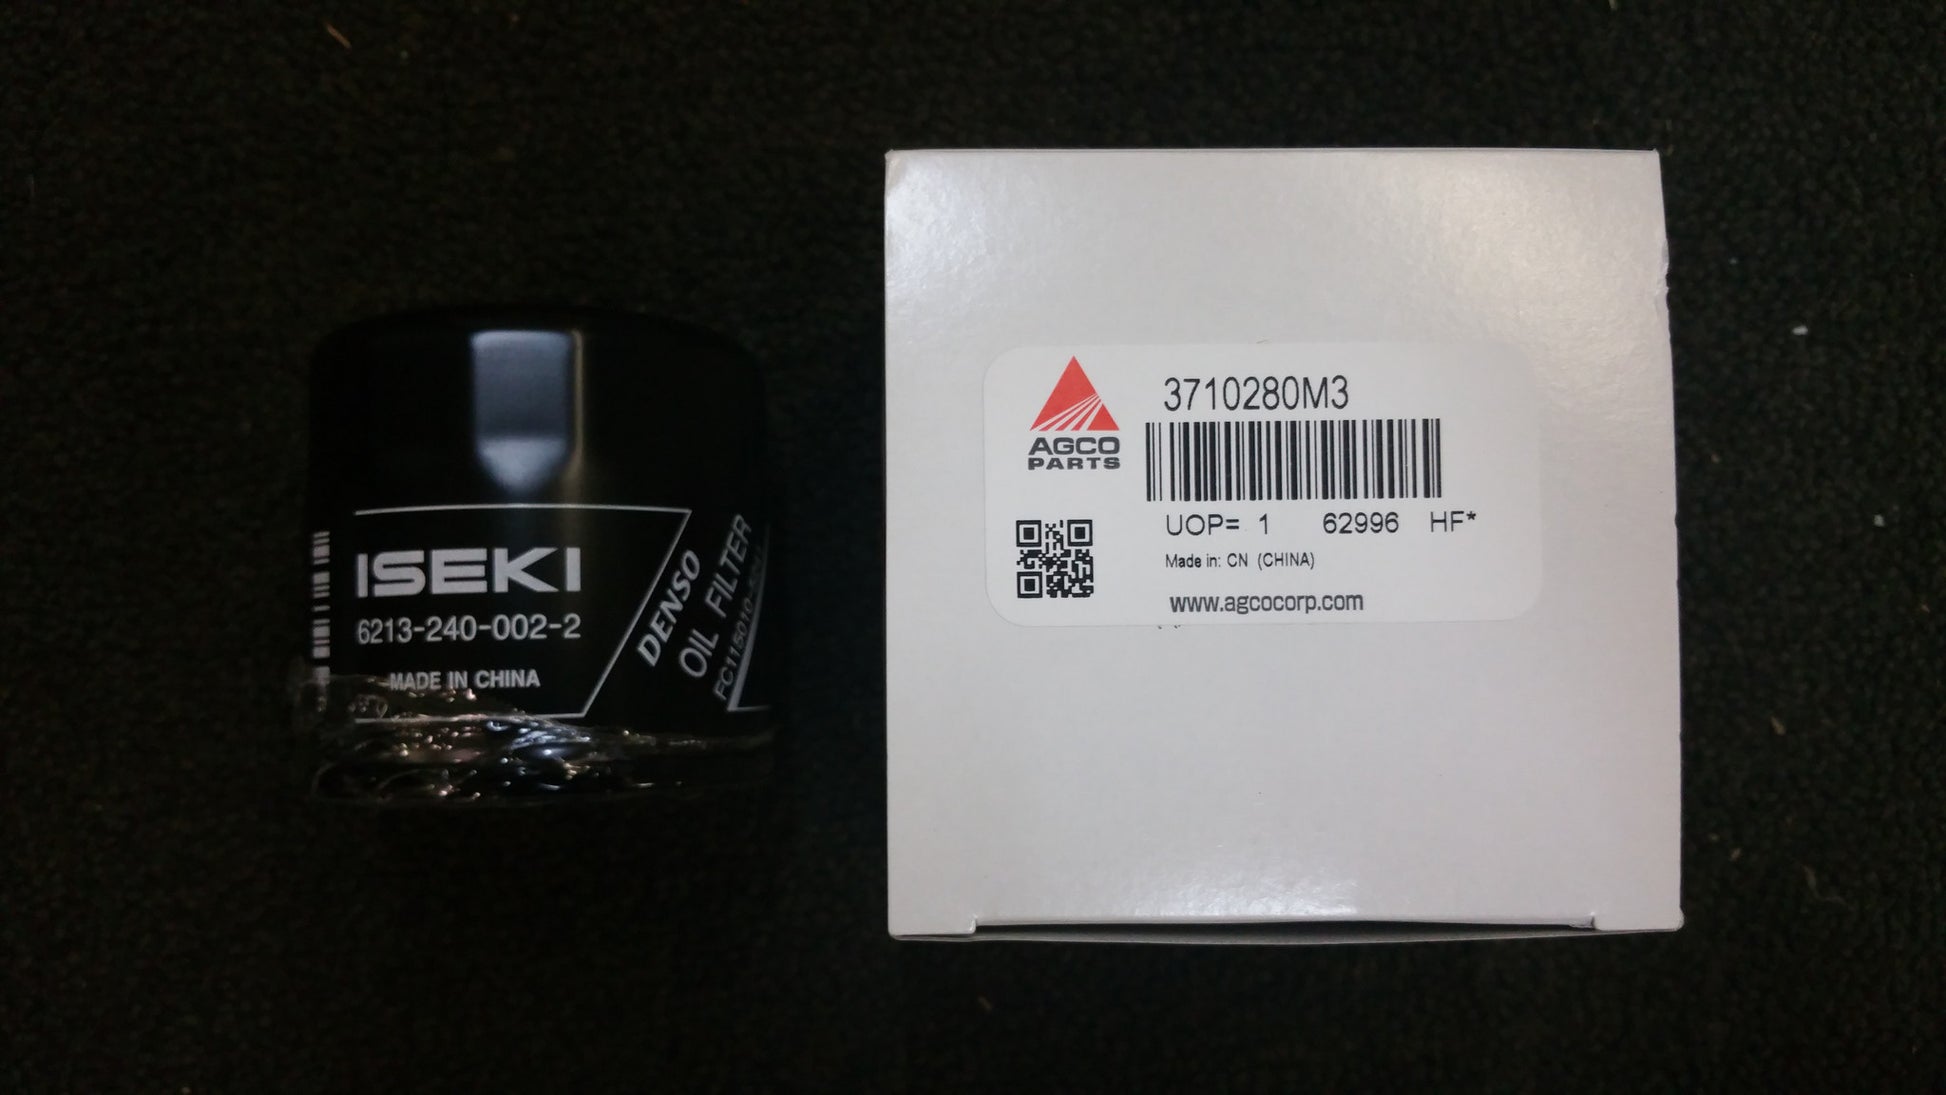 ISEKI
6213-240-002-2
MADE IN CHINA
DENSO
OIL FILTER
3710280M3
AGCO
PARTS
UOP= 1 62996 HF*
Made in: CN (CHINA)
www.agcocorp.com